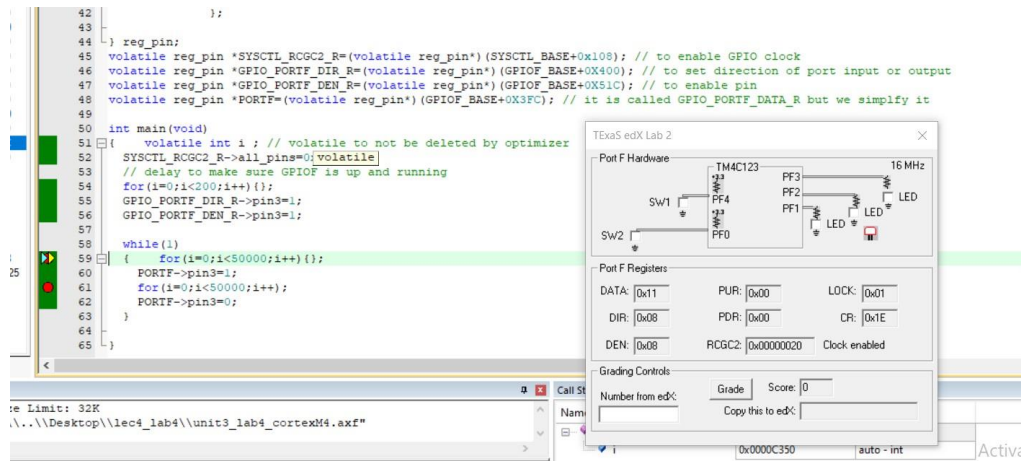 42 };
43
44 } reg_pin;
45 volatile reg_pin *SYSCTL_RCGC2_R=(volatile reg_pin*)(SYSCTL_BASE+0x108); // to enable GPIO clock
46 volatile reg_pin *GPIO_PORTF_DIR_R=(volatile reg_pin*)(GPIOF_BASE+0X400); // to set direction of port input or output
47 volatile reg_pin *GPIO_PORTF_DEN_R=(volatile reg_pin*)(GPIOF_BASE+0X51C); // to enable pin
48 volatile reg_pin *PORTF=(volatile reg_pin*)(GPIOF_BASE+0X3FC); // it is called GPIO_PORTF_DATA_R but we simplfy it
49
50 int main(void)
51 { volatile int i ; // volatile to not be deleted by optimizer
52 SYSCTL_RCGC2_R->all_pins=0 volatile
53 // delay to make sure GPIOF is up and running
54 for(i=0;i<200;i++){};
55 GPIO_PORTF_DIR_R->pin3=1;
56 GPIO_PORTF_DEN_R->pin3=1;
57
58 while(1)
59 { for(i=0;i<50000;i++){};
60 PORTF->pin3=1;
61 for(i=0;i<50000;i++);
62 PORTF->pin3=0;
63 }
64
65 }
25
TExaS edX Lab 2
Port F Hardware
TM4C123 16 MHz
PF3
PF2
PF1
PF4
PF0
SW1
SW2
LED
LED
LED
Port F Registers
DATA: 0x11 PUR: 0x00 LOCK: 0x01
DIR: 0x08 PDR: 0x00 CR: 0x1E
DEN: 0x08 RCGC2: 0x00000020 Clock enabled
Grading Controls
Number from edX: Grade Score: 0
Copy this to edX:
ze Limit: 32K
\\..\\Desktop\\lec4_lab4\\unit3_lab4_cortexM4.axf"
Call St
Nam
i 0x0000C350 auto - int
Activa